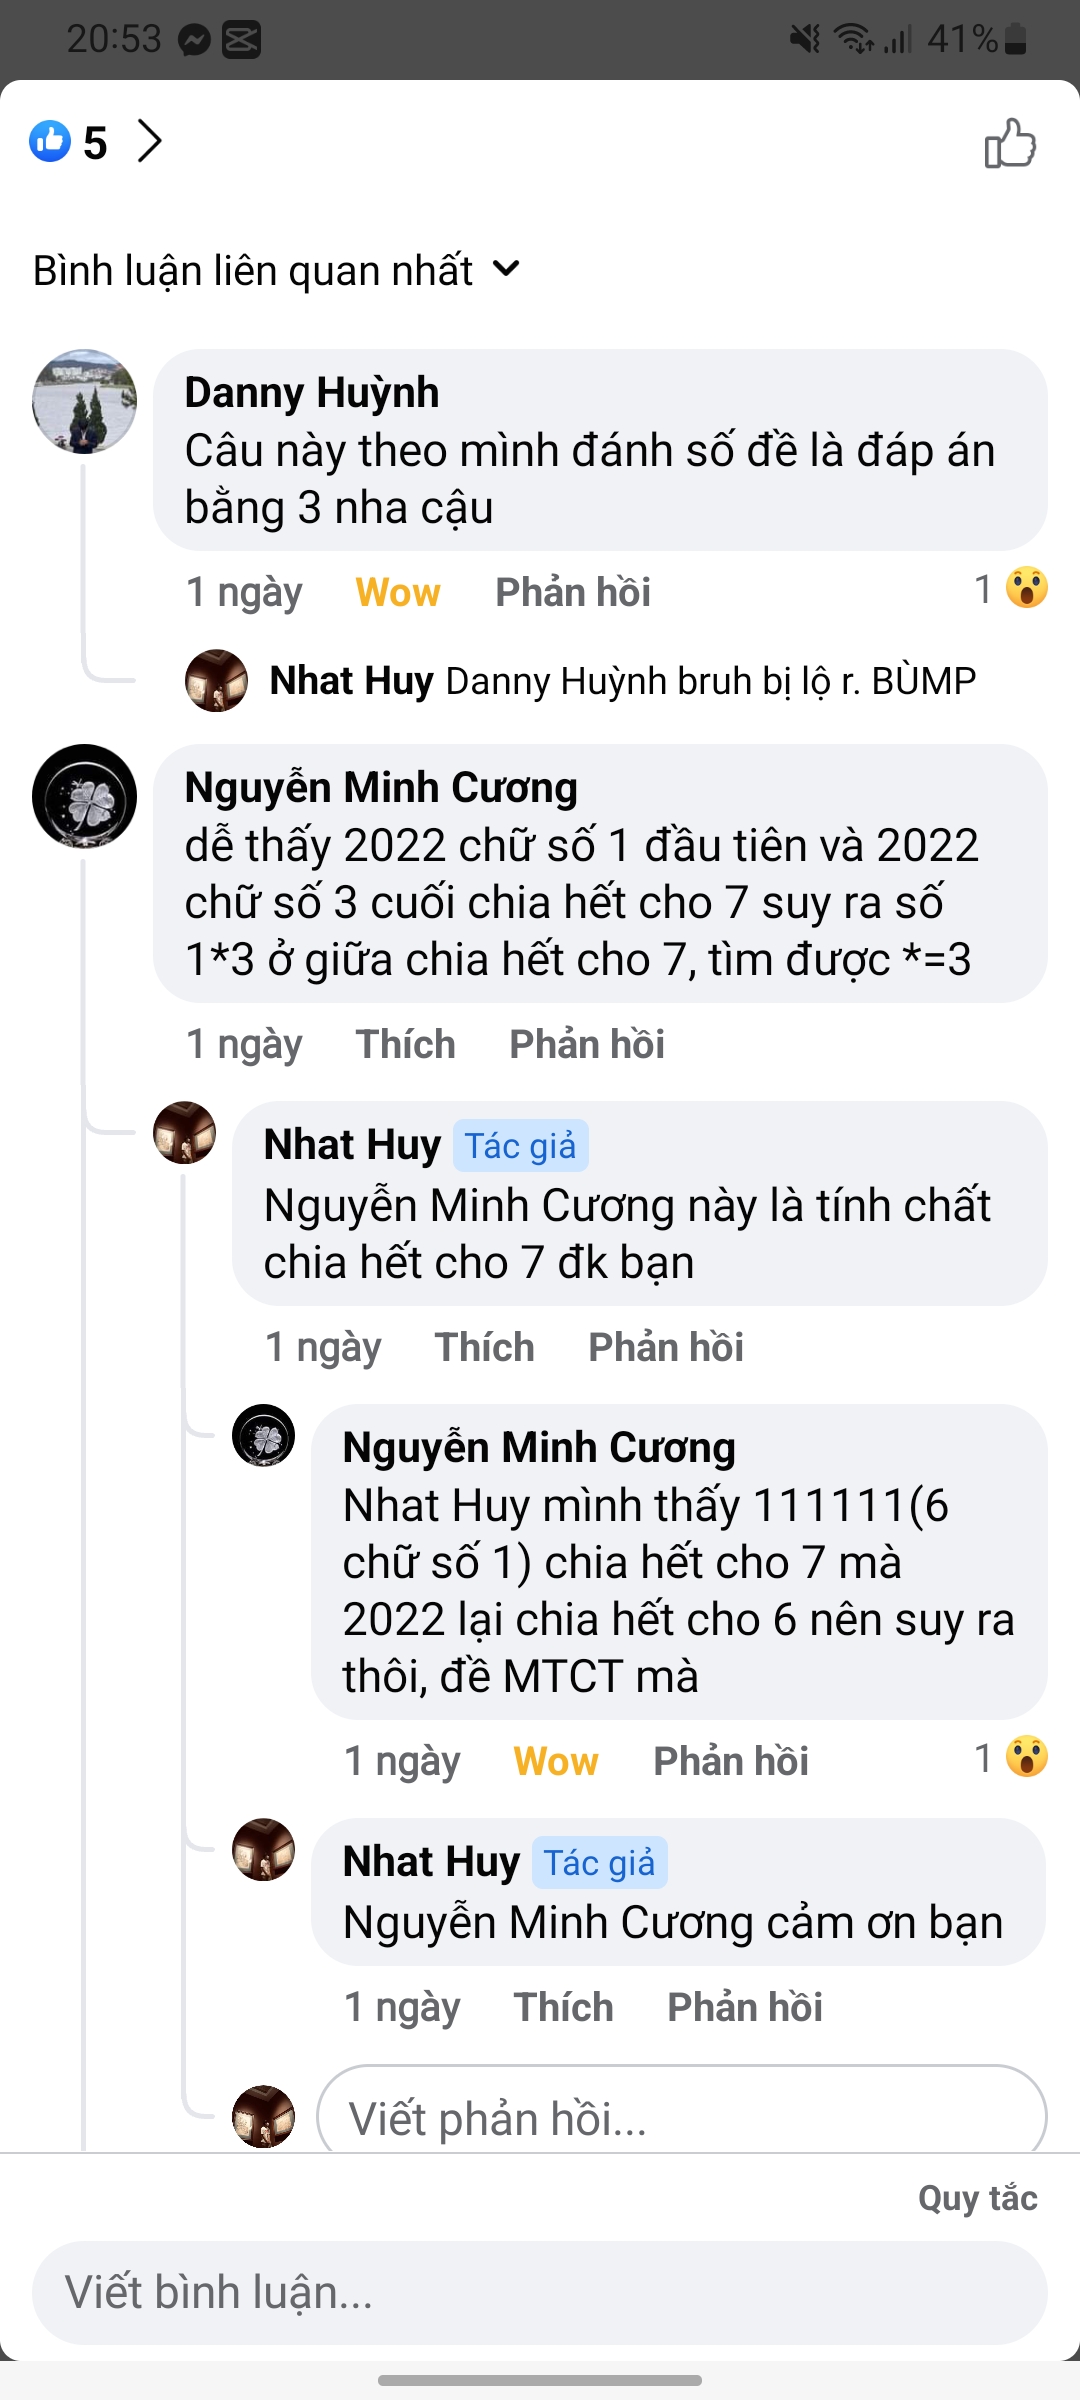 20:53
41%
5
Bình luận liên quan nhất
Danny Huỳnh
Câu này theo mình đánh số đề là đáp án
bằng 3 nha cậu
1 ngày Wow Phản hồi 1
Nhat Huy Danny Huỳnh bruh bị lộ r. BÙMP
Nguyễn Minh Cương
dễ thấy 2022 chữ số 1 đầu tiên và 2022
chữ số 3 cuối chia hết cho 7 suy ra số
1*3 ở giữa chia hết cho 7, tìm được *=3
1 ngày Thích Phản hồi
Nhat Huy Tác giả
Nguyễn Minh Cương này là tính chất
chia hết cho 7 đk bạn
1 ngày Thích Phản hồi
Nguyễn Minh Cương
Nhat Huy mình thấy 111111(6
chữ số 1) chia hết cho 7 mà
2022 lại chia hết cho 6 nên suy ra
thôi, đề MTCT mà
1 ngày Wow Phản hồi 1
Nhat Huy Tác giả
Nguyễn Minh Cương cảm ơn bạn
1 ngày Thích Phản hồi
Viết phản hồi...
Quy tắc
Viết bình luận...